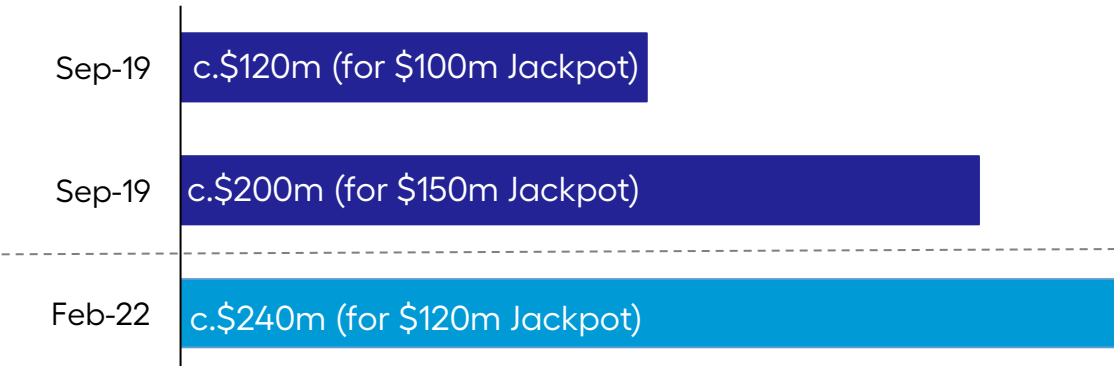 Sep-19 c.$120m (for $100m Jackpot)
Sep-19 c.$200m (for $150m Jackpot)
Feb-22 c.$240m (for $120m Jackpot)